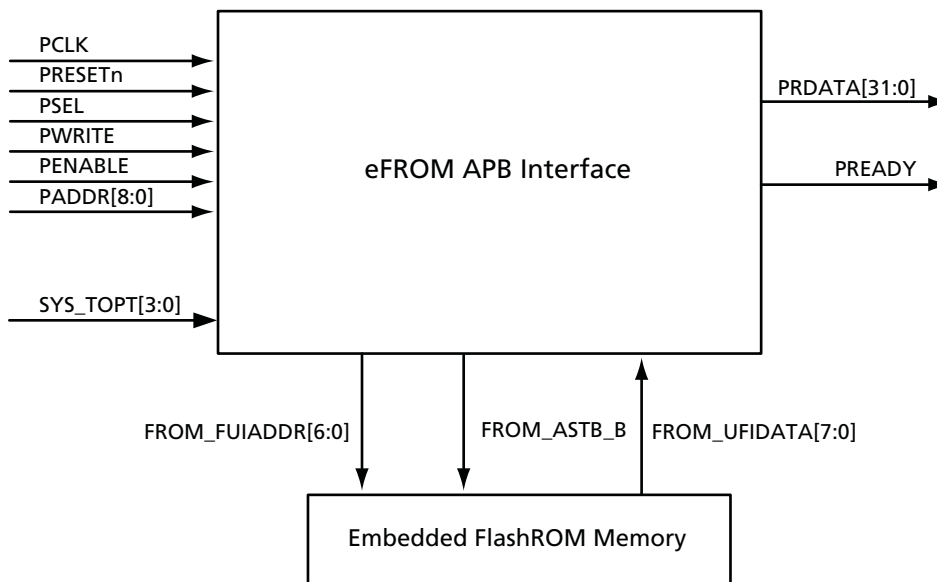 PCLK
PRESETn
PSEL
PWRITE
PENABLE
PADDR[8:0]
SYS_TOPT[3:0]
eFROM APB Interface
PRDATA[31:0]
PREADY
FROM_FUIADDR[6:0]
FROM_ASTB_B
FROM_UFIDATA[7:0]
Embedded FlashROM Memory